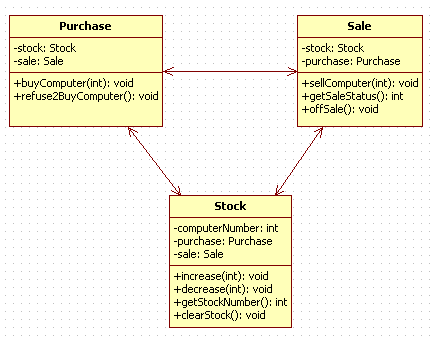 Purchase
-stock: Stock
-sale: Sale
+buyComputer(int): void
+refuse2BuyComputer(): void
Sale
-stock: Stock
-purchase: Purchase
+sellComputer(int): void
+getSaleStatus(): int
+offSale(): void
Stock
-computerNumber: int
-purchase: Purchase
-sale: Sale
+increase(int): void
+decrease(int): void
+getStockNumber(): int
+clearStock(): void